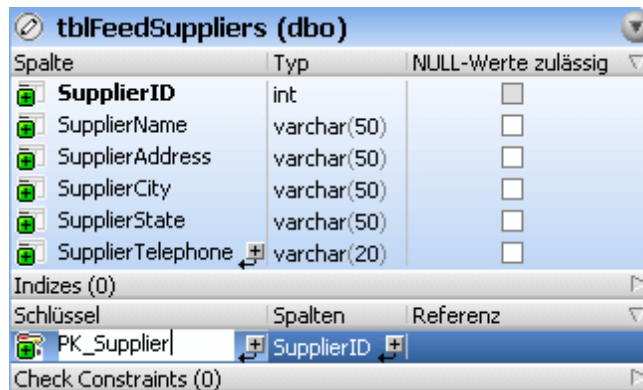 tblFeedSuppliers (dbo)
Spalte Typ NULL-Werte zulässig
SupplierID int
SupplierName varchar(50)
SupplierAddress varchar(50)
SupplierCity varchar(50)
SupplierState varchar(50)
SupplierTelephone varchar(20)
Indizes (0)
Schlüssel Spalten Referenz
PK_Supplier SupplierID
Check Constraints (0)